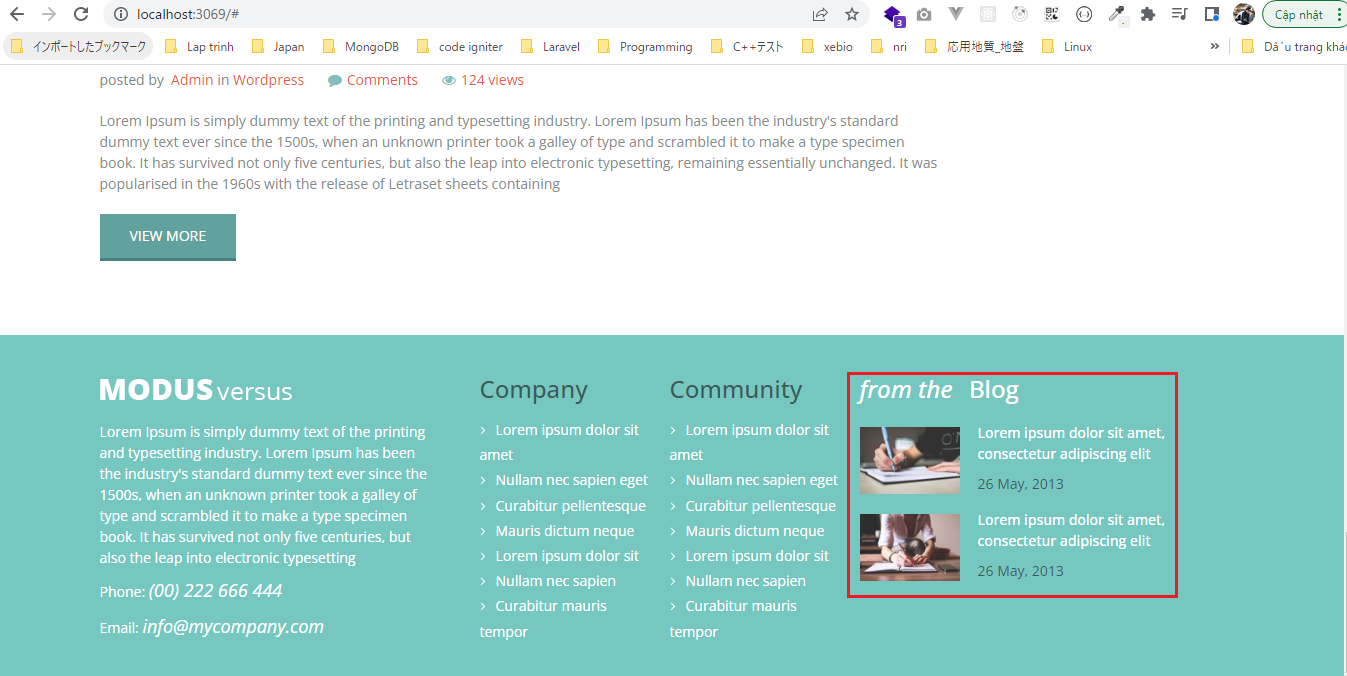 localhost:3069/#
3
Cập nhật
インポートしたブックマーク
Lap trinh
Japan
MongoDB
code igniter
Laravel
Programming
C++テスト
xebio
nri
応用地質_地盤
Linux
»
Dấu trang khác
posted by Admin in Wordpress Comments 124 views
Lorem Ipsum is simply dummy text of the printing and typesetting industry. Lorem Ipsum has been the industry's standard
dummy text ever since the 1500s, when an unknown printer took a galley of type and scrambled it to make a type specimen
book. It has survived not only five centuries, but also the leap into electronic typesetting, remaining essentially unchanged. It was
popularised in the 1960s with the release of Letraset sheets containing
VIEW MORE
MODUS versus
Lorem Ipsum is simply dummy text of the printing
and typesetting industry. Lorem Ipsum has been
the industry's standard dummy text ever since the
1500s, when an unknown printer took a galley of
type and scrambled it to make a type specimen
book. It has survived not only five centuries, but
also the leap into electronic typesetting
Phone: (00) 222 666 444
Email: info@mycompany.com
Company
Lorem ipsum dolor sit
amet
Nullam nec sapien eget
Curabitur pellentesque
Mauris dictum neque
Lorem ipsum dolor sit
Nullam nec sapien
Curabitur mauris
tempor
Community
Lorem ipsum dolor sit
amet
Nullam nec sapien eget
Curabitur pellentesque
Mauris dictum neque
Lorem ipsum dolor sit
Nullam nec sapien
Curabitur mauris
tempor
from the Blog
Lorem ipsum dolor sit amet,
consectetur adipiscing elit
26 May, 2013
Lorem ipsum dolor sit amet,
consectetur adipiscing elit
26 May, 2013